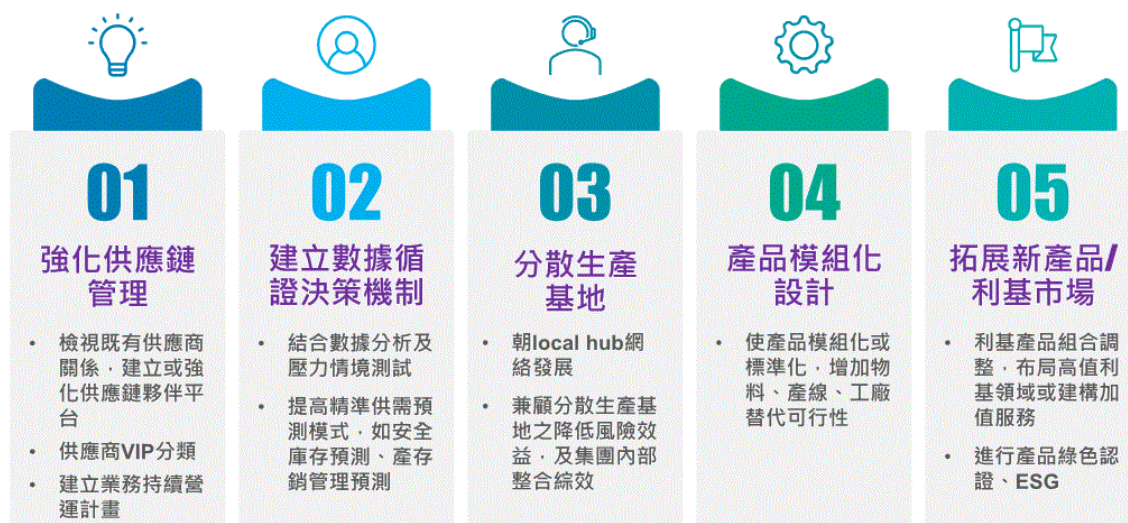 01
強化供應鏈
管理
• 檢視既有供應商
關係，建立或強
化供應鏈夥伴平
台
• 供應商VIP分類
• 建立業務持續營
運計畫
02
建立數據循
證決策機制
• 結合數據分析及
壓力情境測試
• 提高精準供需預
測模式，如安全
庫存預測、產存
銷管理預測
03
分散生產
基地
• 朝local hub網
絡發展
• 兼顧分散生產基
地之降低風險效
益，及集團內部
整合綜效
04
產品模組化
設計
• 使產品模組化或
標準化，增加物
料、產線、工廠
替代可行性
05
拓展新產品/
利基市場
• 利基產品組合調
整，布局高值利
基領域或建構加
值服務
• 進行產品綠色認
證、ESG